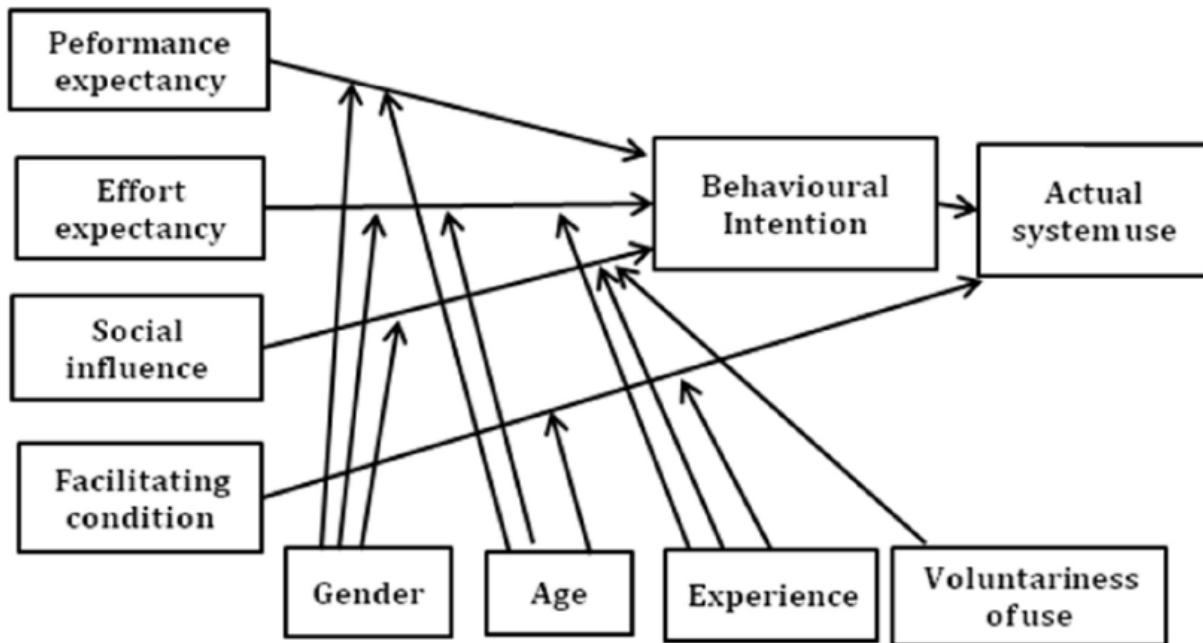 Peformance
expectancy
Effort
expectancy
Social
influence
Facilitating
condition
Behavioural
Intention
Actual
system use
Gender
Age
Experience
Voluntariness
of use